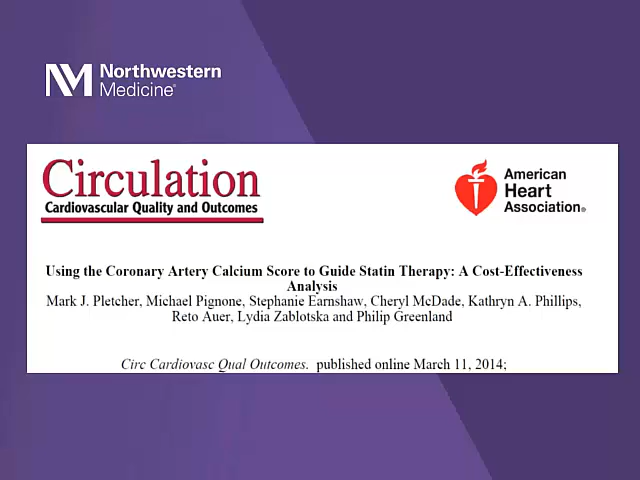 Northwestern
Medicine®
Circulation
Cardiovascular Quality and Outcomes
American
Heart
Association®
Using the Coronary Artery Calcium Score to Guide Statin Therapy: A Cost-Effectiveness
Analysis
Mark J. Pletcher, Michael Pignone, Stephanie Earnshaw, Cheryl McDade, Kathryn A. Phillips,
Reto Auer, Lydia Zablotska and Philip Greenland
Circ Cardiovasc Qual Outcomes. published online March 11, 2014;